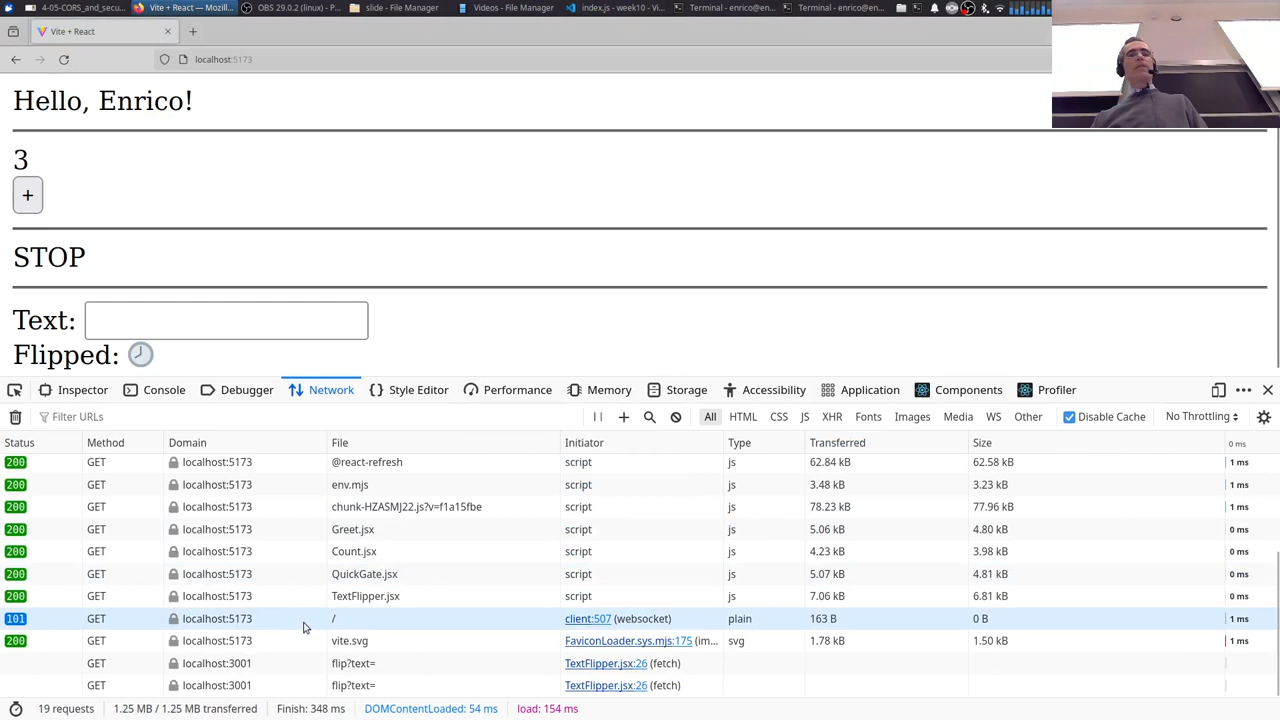 4-05-CORS_and_secu... Vite + React — Mozill... OBS 29.0.2 (linux) - P... slide - File Manager Videos - File Manager index.js - week10 - Vi... Terminal - enrico@en... Terminal - enrico@en...
Vite + React
localhost:5173
Hello, Enrico!
3
+
STOP
Text:
Flipped:
Inspector Console Debugger Network Style Editor Performance Memory Storage Accessibility Application Components Profiler
Filter URLs All HTML CSS JS XHR Fonts Images Media WS Other Disable Cache No Throttling
Status Method Domain File Initiator Type Transferred Size 0 ms
200 GET localhost:5173 @react-refresh script js 62.84 kB 62.58 kB 1 ms
200 GET localhost:5173 env.mjs script js 3.48 kB 3.23 kB 1 ms
200 GET localhost:5173 chunk-HZASMJ22.js?v=f1a15fbe script js 78.23 kB 77.96 kB 1 ms
200 GET localhost:5173 Greet.jsx script js 5.06 kB 4.80 kB 0 ms
200 GET localhost:5173 Count.jsx script js 4.23 kB 3.98 kB 0 ms
200 GET localhost:5173 QuickGate.jsx script js 5.07 kB 4.81 kB 0 ms
200 GET localhost:5173 TextFlipper.jsx script js 7.06 kB 6.81 kB 0 ms
101 GET localhost:5173 / client:507 (websocket) plain 163 B 0 B 1 ms
200 GET localhost:5173 vite.svg FaviconLoader.sys.mjs:175 (im... svg 1.78 kB 1.50 kB 1 ms
GET localhost:3001 flip?text= TextFlipper.jsx:26 (fetch)
GET localhost:3001 flip?text= TextFlipper.jsx:26 (fetch)
19 requests 1.25 MB / 1.25 MB transferred Finish: 348 ms DOMContentLoaded: 54 ms load: 154 ms